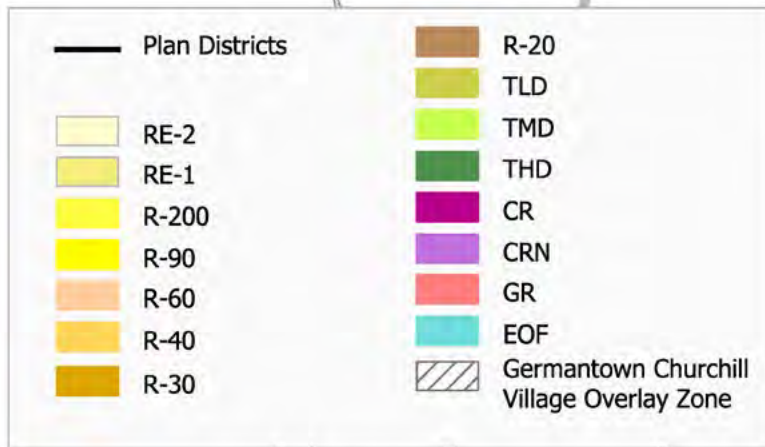 Plan Districts
RE-2
RE-1
R-200
R-90
R-60
R-40
R-30
R-20
TLD
TMD
THD
CR
CRN
GR
EOF
Germantown Churchill
Village Overlay Zone